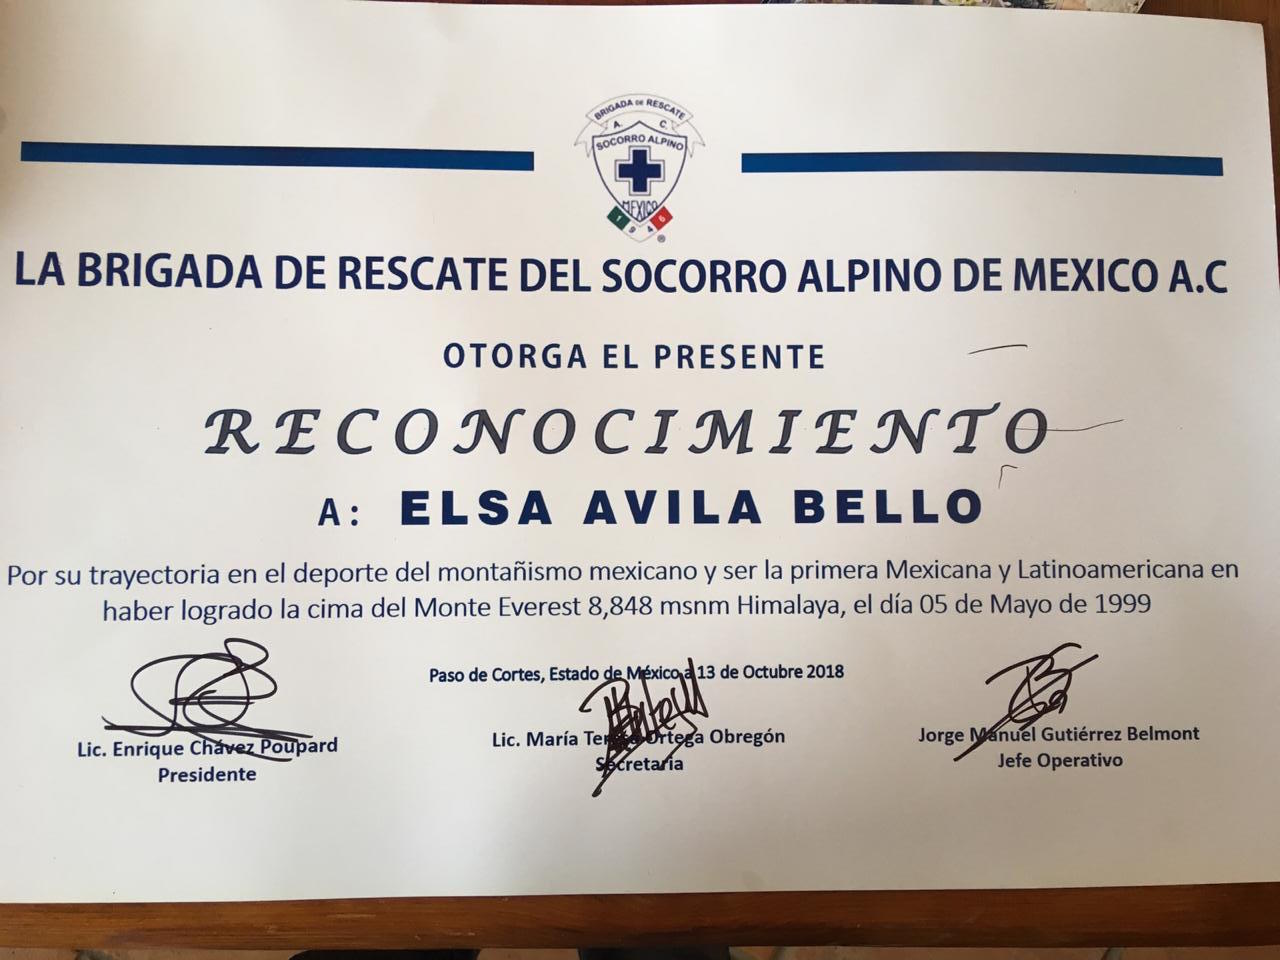 BRIGADA DE RESCATE
A. C.
SOCORRO ALPINO
MEXICO
1946
®
LA BRIGADA DE RESCATE DEL SOCORRO ALPINO DE MEXICO A.C
OTORGA EL PRESENTE
RECONOCIMIENTO
A: ELSA AVILA BELLO
Por su trayectoria en el deporte del montañismo mexicano y ser la primera Mexicana y Latinoamericana en
haber logrado la cima del Monte Everest 8,848 msnm Himalaya, el día 05 de Mayo de 1999
Paso de Cortes, Estado de México a 13 de Octubre 2018
Lic. Enrique Chávez Poupard
Presidente
Lic. María Teresa Ortega Obregón
Secretaria
Jorge Manuel Gutiérrez Belmont
Jefe Operativo